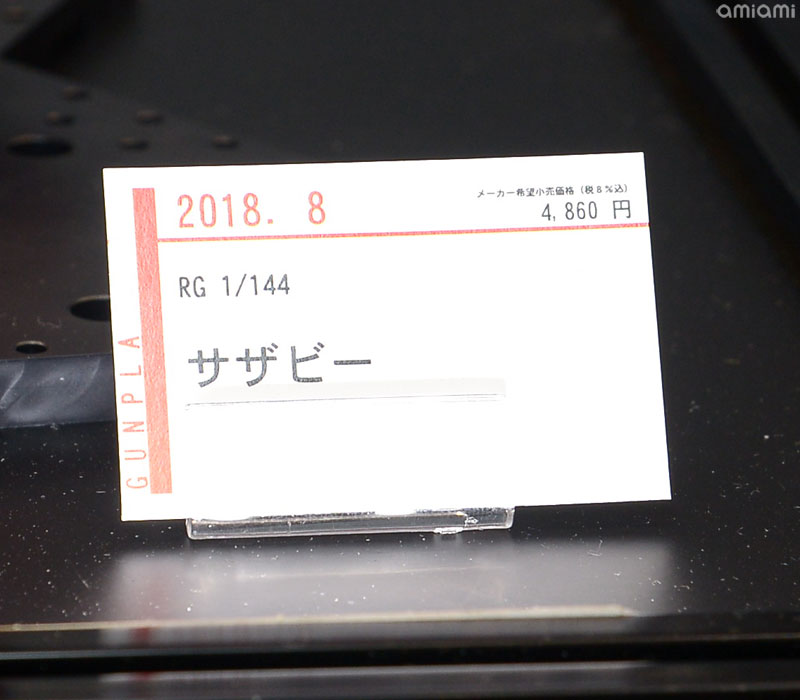 amiami
2018. 8
メーカー希望小売価格（税8％込）
4,860 円
RG 1/144
サザビー
GUNPLA